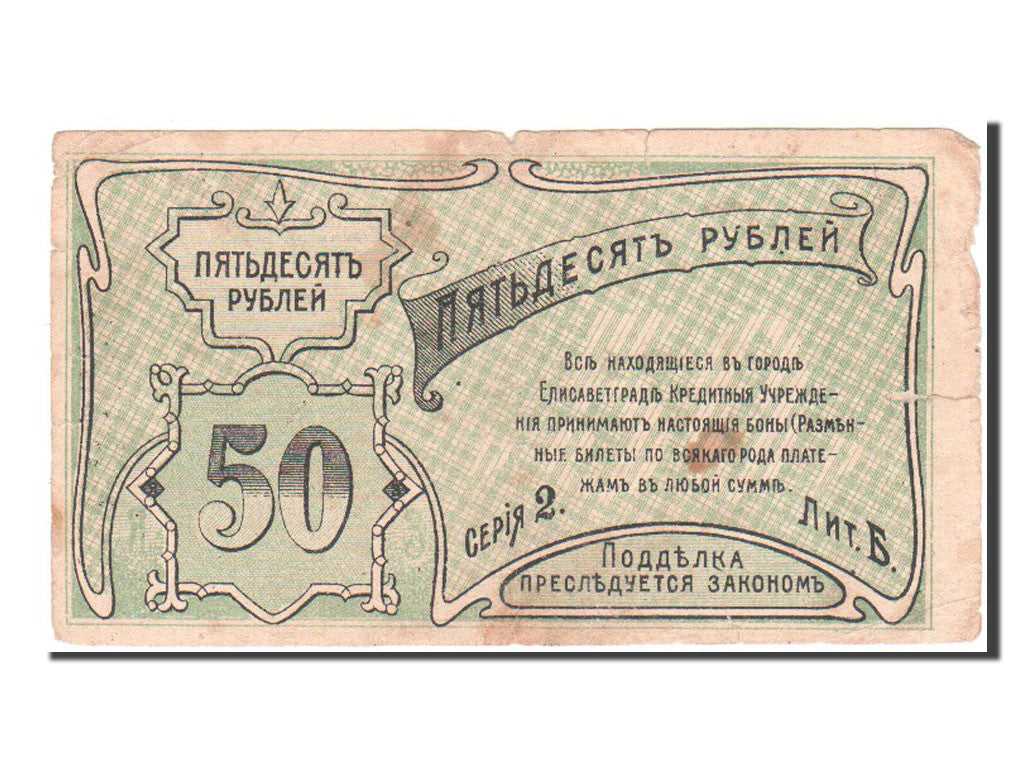 ПЯТЬДЕСЯТЪ
РУБЛЕЙ
50
ПЯТЬДЕСЯТЪ РУБЛЕЙ
Всѣ находящіеся въ городѣ
Елисаветградѣ Кредитныя Учрежде-
нія принимаютъ настоящія боны (Размѣн-
ные билеты по всякаго рода плате-
жамъ въ любой суммѣ.
Серія 2.
Лит. Б.
Поддѣлка
преслѣдуется закономъ